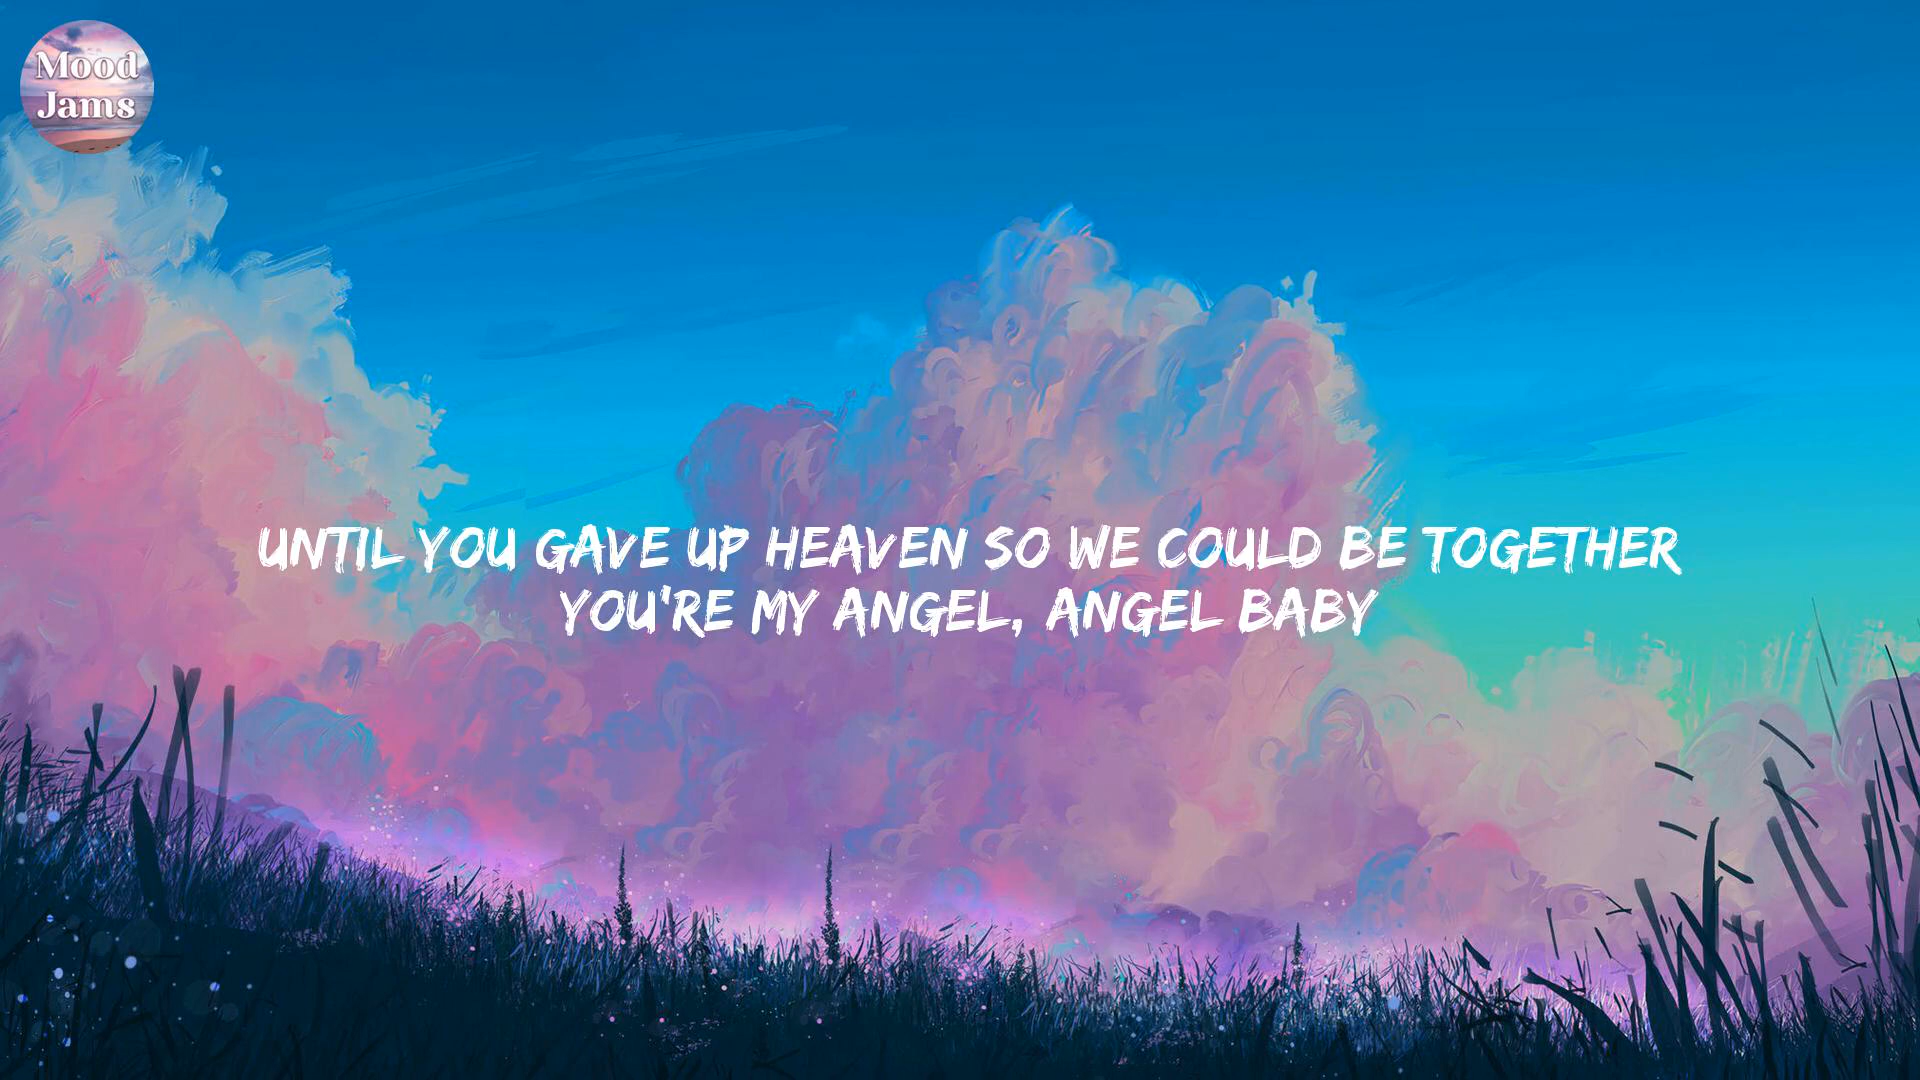 Mood
Jams
UNTIL YOU GAVE UP HEAVEN SO WE COULD BE TOGETHER
YOU'RE MY ANGEL, ANGEL BABY